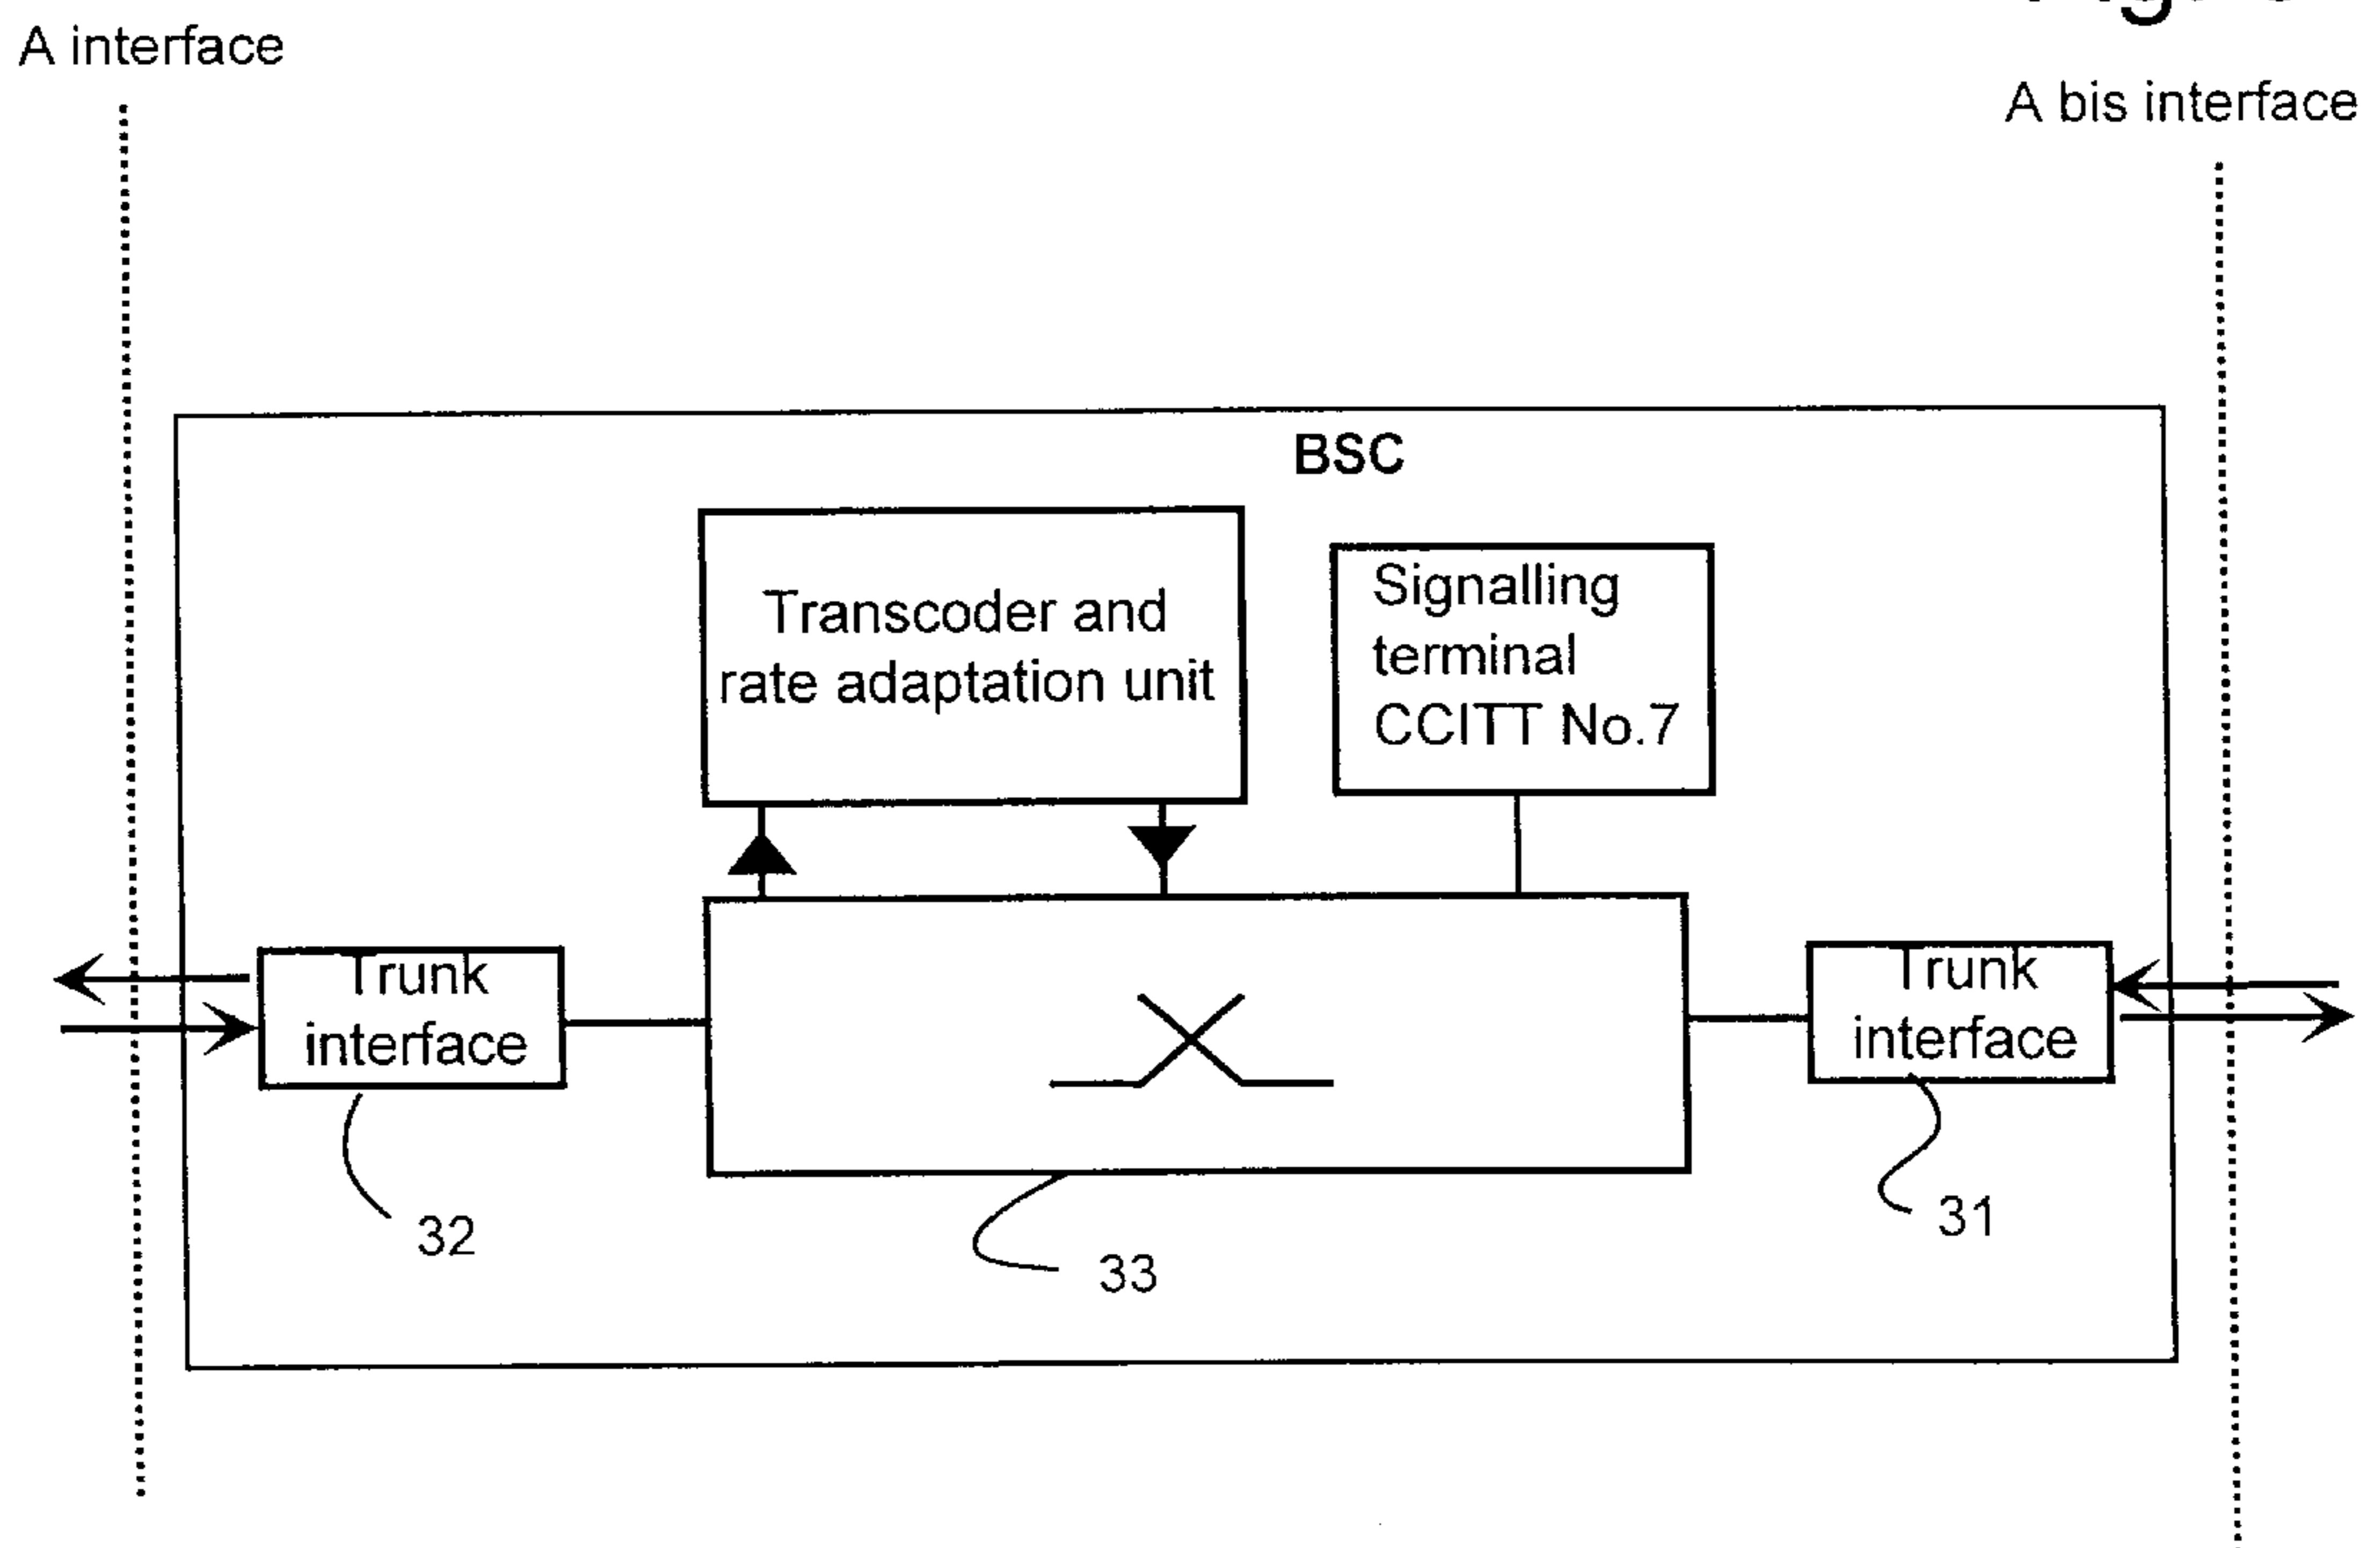 A interface
A bis interface
BSC
Transcoder and
rate adaptation unit
Signalling
terminal
CCITT No.7
Trunk
interface
Trunk
interface
32
33
31